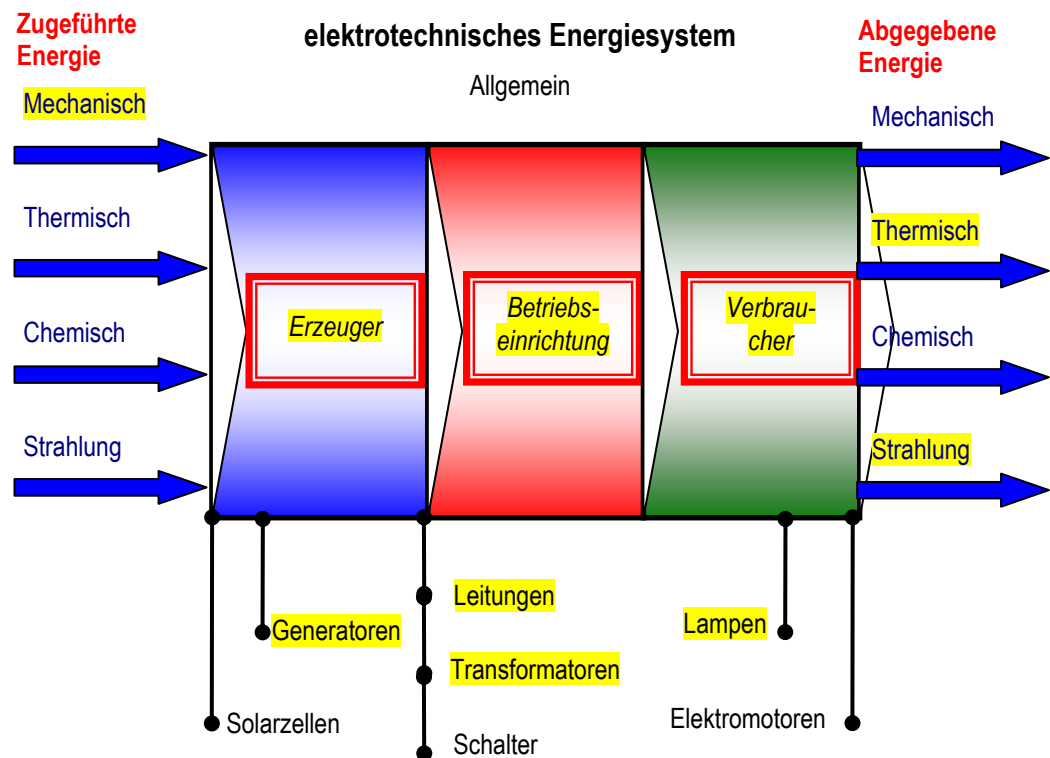 Zugeführte
Energie
elektrotechnisches Energiesystem
Allgemein
Abgegebene
Energie
Mechanisch
Thermisch
Chemisch
Strahlung
Erzeuger
Betriebs-
einrichtung
Verbrau-
cher
Mechanisch
Thermisch
Chemisch
Strahlung
Generatoren
Solarzellen
Leitungen
Transformatoren
Schalter
Lampen
Elektromotoren